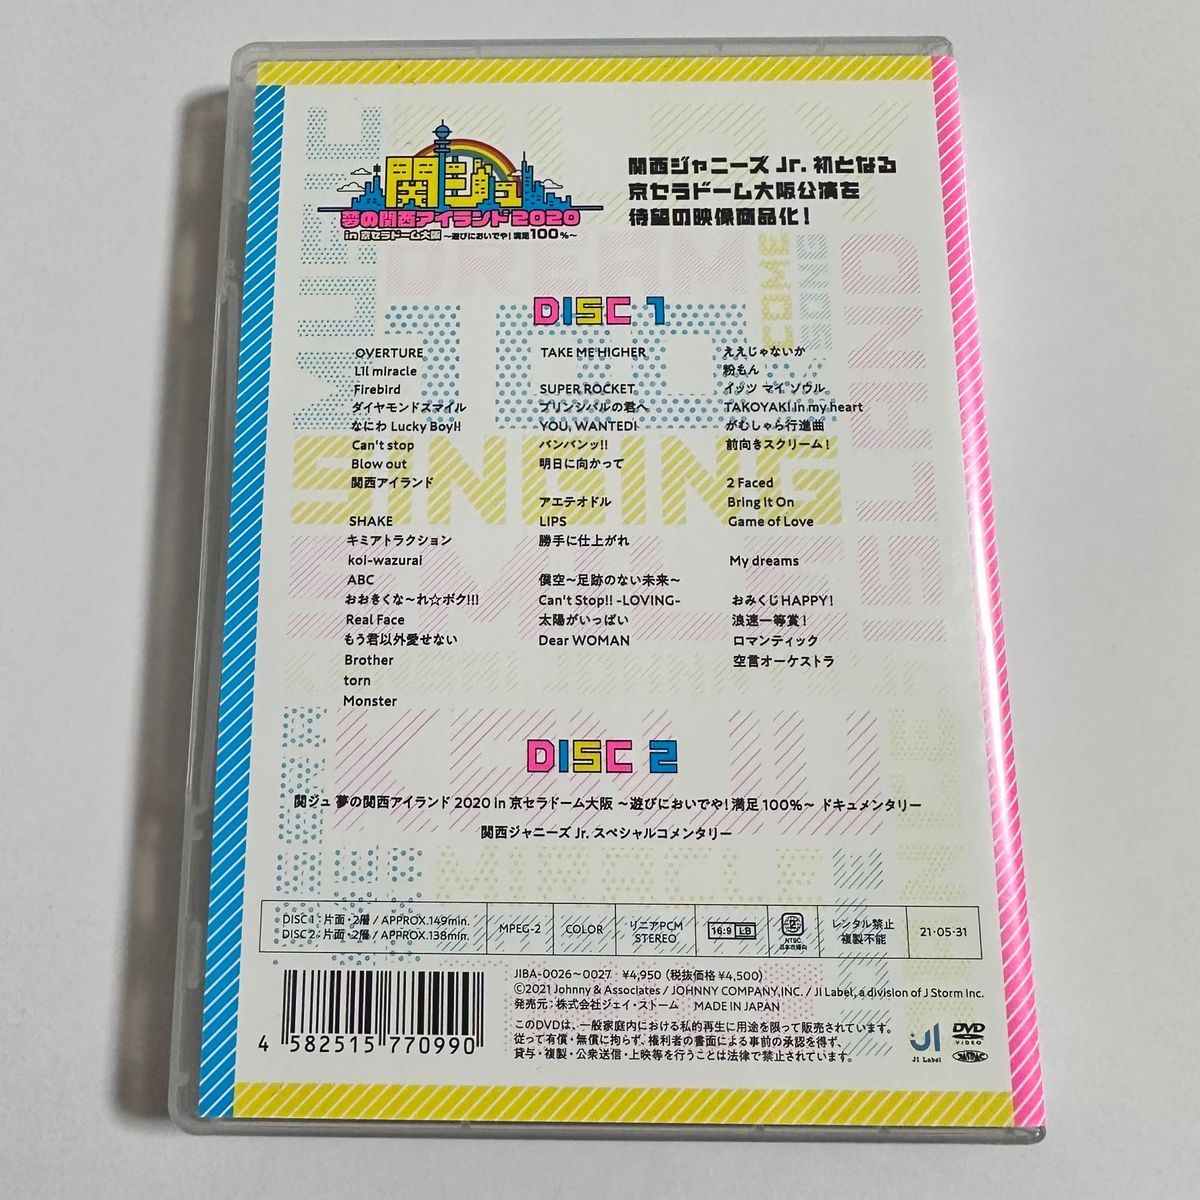 関ジュ
夢の関西アイランド2020
in 京セラドーム大阪 ～遊びにおいでや!満足100%～
関西ジャニーズ Jr. 初となる
京セラドーム大阪公演を
待望の映像商品化!
DISC 1
OVERTURE
Lil miracle
Firebird
ダイヤモンドスマイル
なにわ Lucky Boy!!
Can't stop
Blow out
関西アイランド
SHAKE
キミアトラクション
koi-wazurai
ABC
おおきくな～れ☆ボク!!!
Real Face
もう君以外愛せない
Brother
torn
Monster
TAKE ME HIGHER
SUPER ROCKET
プリンシパルの君へ
YOU, WANTED!
バンバンッ!!
明日に向かって
アエテオドル
LIPS
勝手に仕上がれ
僕空～足跡のない未来～
Can't Stop!! -LOVING-
太陽がいっぱい
Dear WOMAN
ええじゃないか
粉もん
イッツ マイ ソウル
TAKOYAKI in my heart
がむしゃら行進曲
前向きスクリーム!
2 Faced
Bring It On
Game of Love
My dreams
おみくじHAPPY!
浪速一等賞!
ロマンティック
空言オーケストラ
DISC 2
関ジュ 夢の関西アイランド 2020 in 京セラドーム大阪 ～遊びにおいでや!満足 100%～ ドキュメンタリー
関西ジャニーズ Jr. スペシャルコメンタリー
DISC 1：片面・2層 / APPROX.149min.
DISC 2：片面・2層 / APPROX.138min.
MPEG-2
COLOR
リニアPCM
STEREO
16:9 LB
2
NTSC
日本市場向
レンタル禁止
複製不能
21・05・31
JIBA-0026～0027 ¥4,950 (税抜価格 ¥4,500)
©2021 Johnny & Associates / JOHNNY COMPANY,INC. / JI Label, a division of J Storm Inc.
発売元：株式会社ジェイ・ストーム MADE IN JAPAN
このDVDは、一般家庭内における私的再生に用途を限って販売されています。
従って有償・無償に拘らず、権利者の書面による事前の承認を得ず、
貸与・複製・公衆送信・上映等を行うことは法律で禁止されています。
4 582515 770990
JI Label
DVD
VIDEO